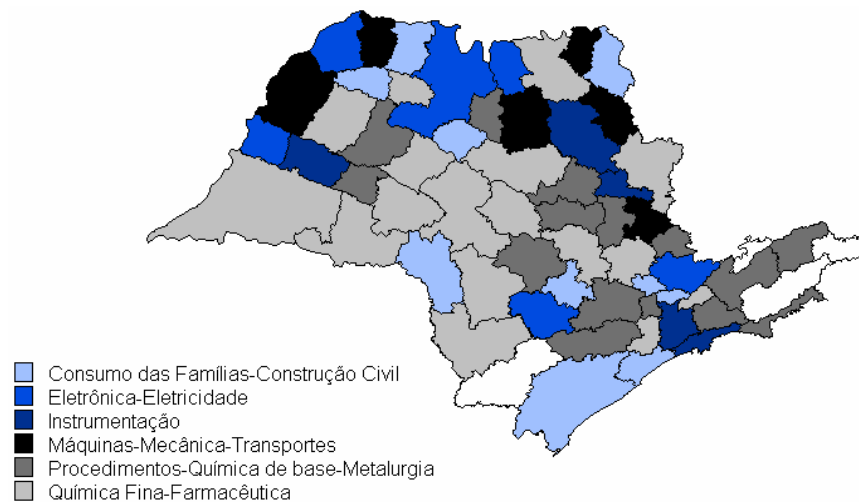 Consumo das Famílias-Construção Civil
Eletrônica-Eletricidade
Instrumentação
Máquinas-Mecânica-Transportes
Procedimentos-Química de base-Metalurgia
Química Fina-Farmacêutica